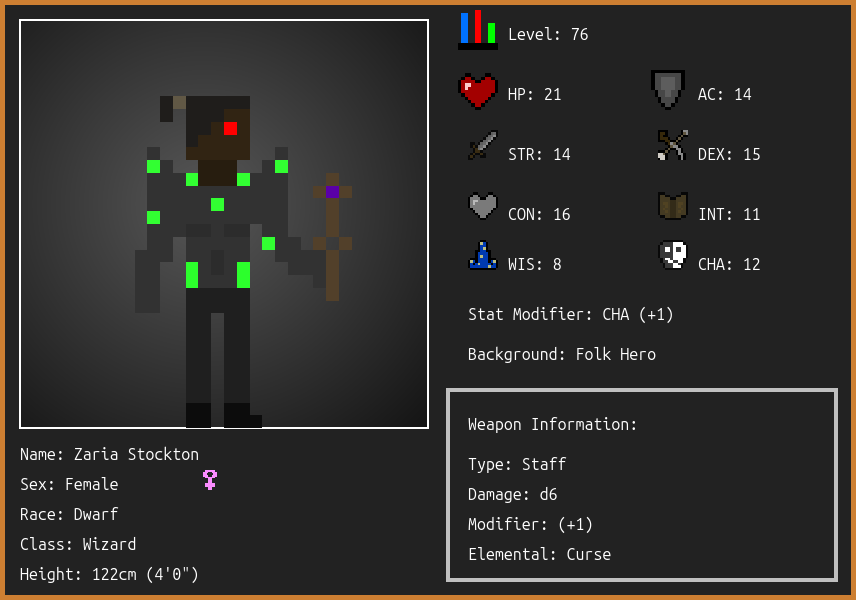 Level: 76
HP: 21
AC: 14
STR: 14
DEX: 15
CON: 16
INT: 11
WIS: 8
CHA: 12
Stat Modifier: CHA (+1)
Background: Folk Hero
Weapon Information:
Type: Staff
Damage: d6
Modifier: (+1)
Elemental: Curse
Name: Zaria Stockton
Sex: Female
Race: Dwarf
Class: Wizard
Height: 122cm (4'0")